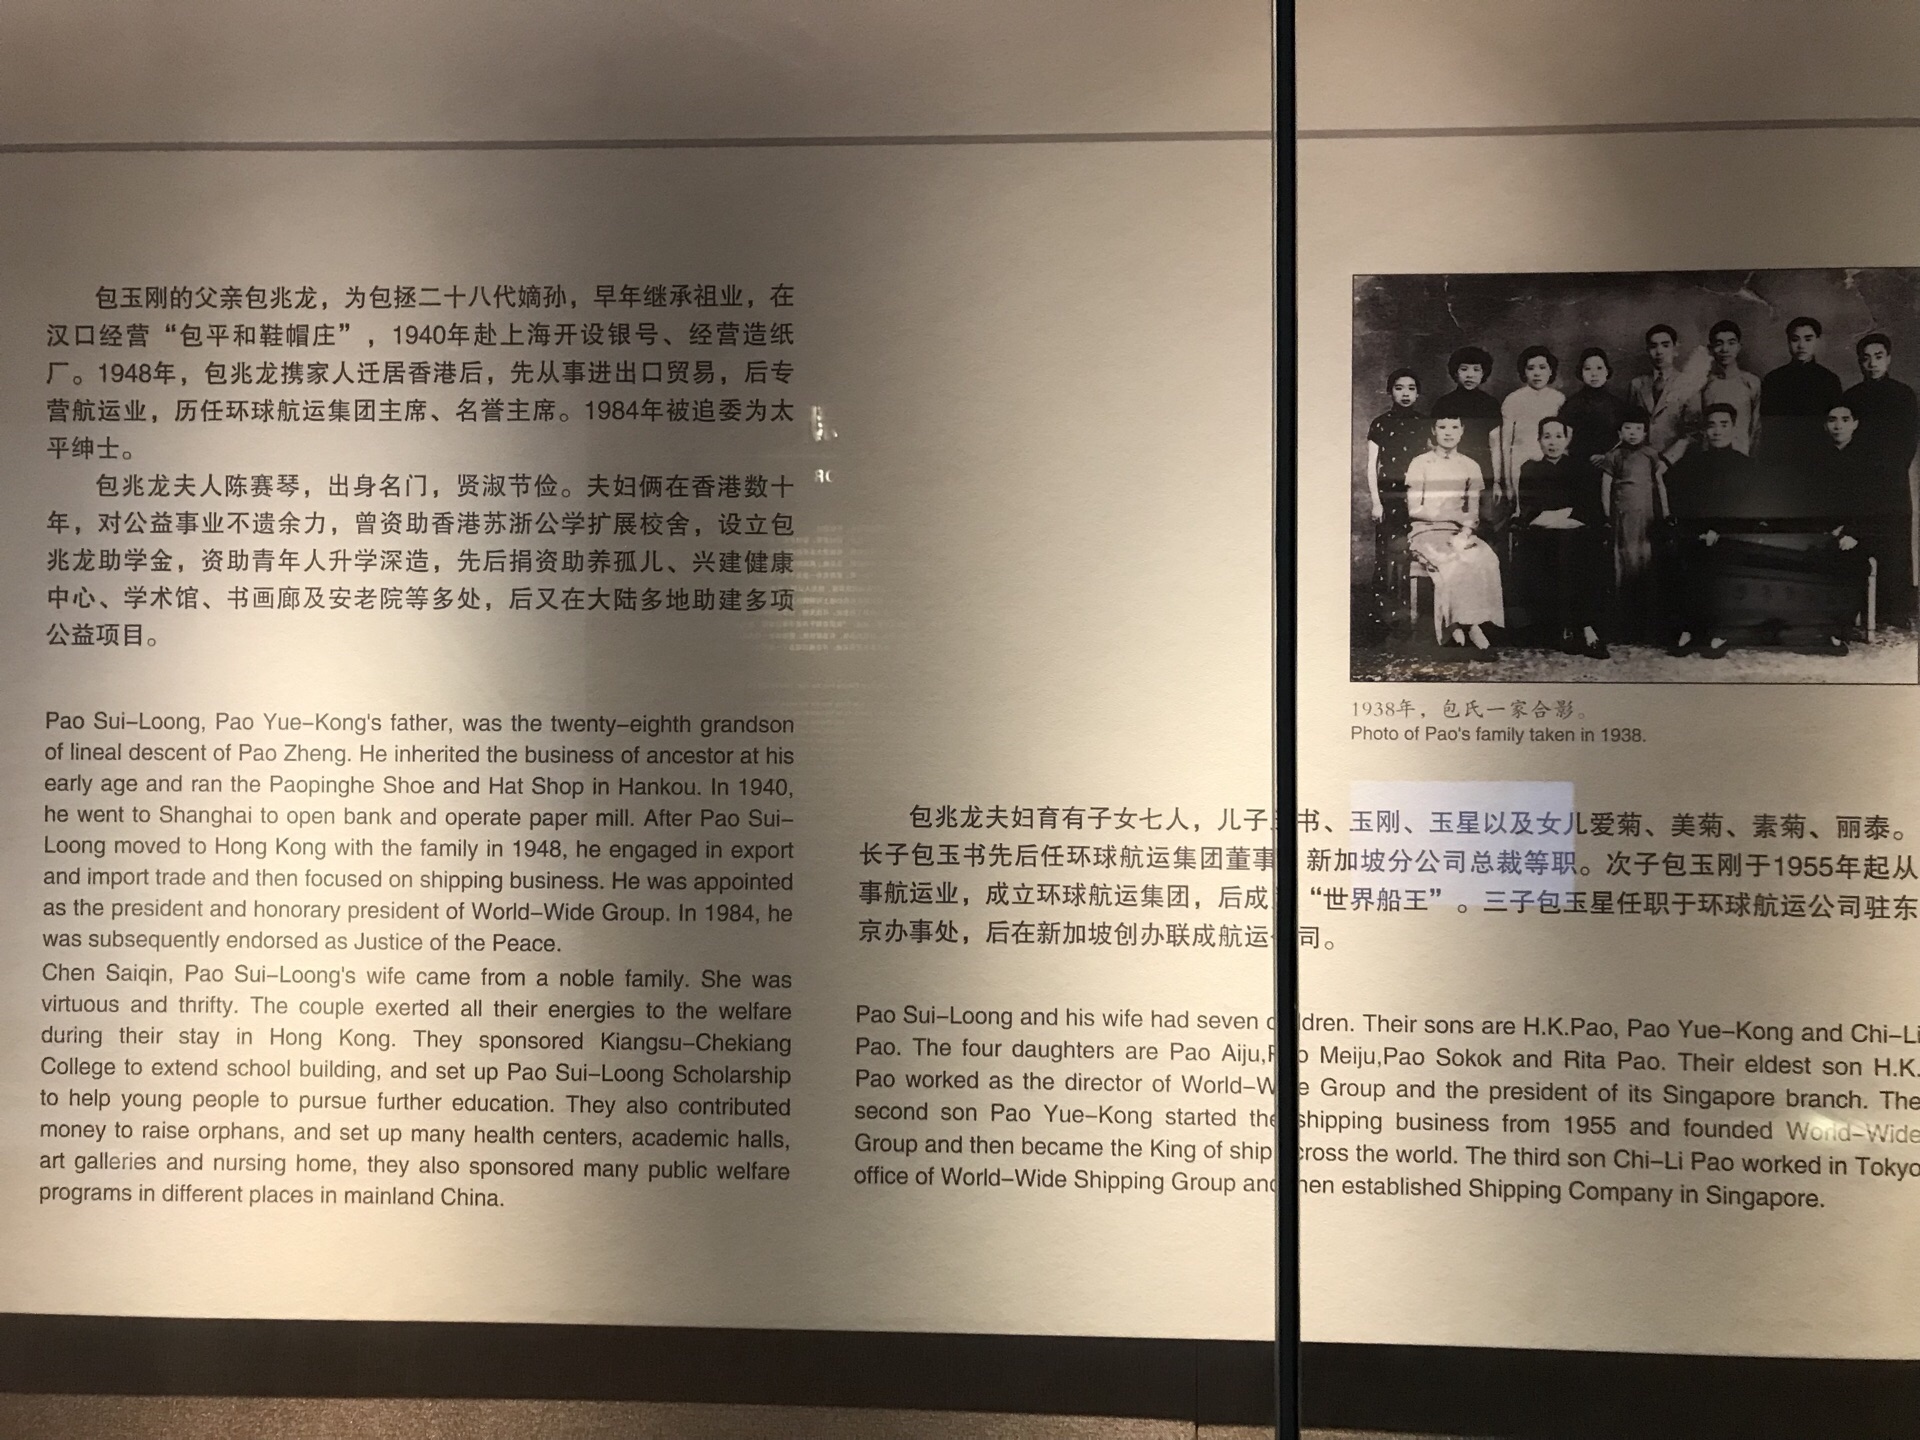 包玉刚的父亲包兆龙，为包拯二十八代嫡孙，早年继承祖业，在
汉口经营“包平和鞋帽庄”，1940年赴上海开设银号、经营造纸
厂。1948年，包兆龙携家人迁居香港后，先从事进出口贸易，后专
营航运业，历任环球航运集团主席、名誉主席。1984年被追委为太
平绅士。
包兆龙夫人陈赛琴，出身名门，贤淑节俭。夫妇俩在香港数十
年，对公益事业不遗余力，曾资助香港苏浙公学扩展校舍，设立包
兆龙助学金，资助青年人升学深造，先后捐资助养孤儿、兴建健康
中心、学术馆、书画廊及安老院等多处，后又在大陆多地助建多项
公益项目。
Pao Sui–Loong, Pao Yue–Kong's father, was the twenty–eighth grandson
of lineal descent of Pao Zheng. He inherited the business of ancestor at his
early age and ran the Paopinghe Shoe and Hat Shop in Hankou. In 1940,
he went to Shanghai to open bank and operate paper mill. After Pao Sui–
Loong moved to Hong Kong with the family in 1948, he engaged in export
and import trade and then focused on shipping business. He was appointed
as the president and honorary president of World–Wide Group. In 1984, he
was subsequently endorsed as Justice of the Peace.
Chen Saiqin, Pao Sui–Loong's wife came from a noble family. She was
virtuous and thrifty. The couple exerted all their energies to the welfare
during their stay in Hong Kong. They sponsored Kiangsu–Chekiang
College to extend school building, and set up Pao Sui–Loong Scholarship
to help young people to pursue further education. They also contributed
money to raise orphans, and set up many health centers, academic halls,
art galleries and nursing home, they also sponsored many public welfare
programs in different places in mainland China.
1938年，包氏一家合影。
Photo of Pao's family taken in 1938.
包兆龙夫妇育有子女七人，儿子 书、玉刚、玉星以及女儿爱菊、美菊、素菊、丽泰。
长子包玉书先后任环球航运集团董事 新加坡分公司总裁等职。次子包玉刚于1955年起从
事航运业，成立环球航运集团，后成 “世界船王”。三子包玉星任职于环球航运公司驻东
京办事处，后在新加坡创办联成航运 司。
Pao Sui–Loong and his wife had seven children. Their sons are H.K.Pao, Pao Yue–Kong and Chi–Li
Pao. The four daughters are Pao Aiju,Pao Meiju,Pao Sokok and Rita Pao. Their eldest son H.K.
Pao worked as the director of World–Wide Group and the president of its Singapore branch. The
second son Pao Yue–Kong started the shipping business from 1955 and founded World–Wide
Group and then became the King of ship across the world. The third son Chi–Li Pao worked in Tokyo
office of World–Wide Shipping Group and then established Shipping Company in Singapore.